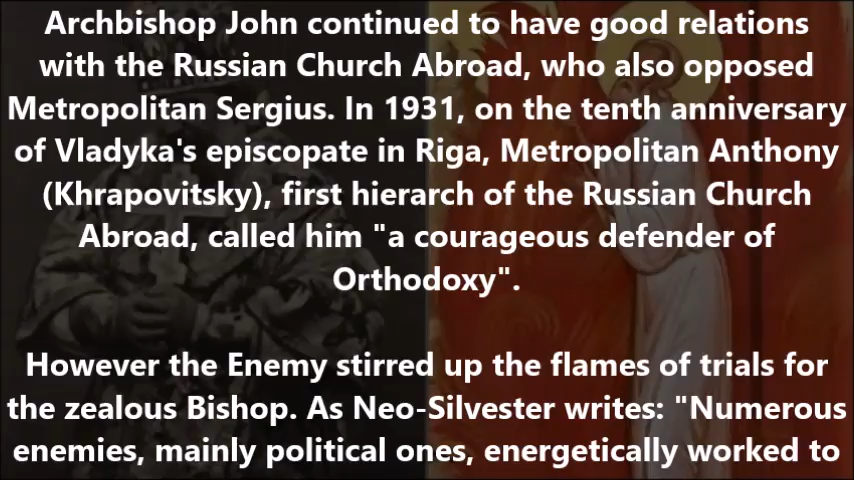 Archbishop John continued to have good relations
with the Russian Church Abroad, who also opposed
Metropolitan Sergius. In 1931, on the tenth anniversary
of Vladyka's episcopate in Riga, Metropolitan Anthony
(Khrapovitsky), first hierarch of the Russian Church
Abroad, called him "a courageous defender of
Orthodoxy".
However the Enemy stirred up the flames of trials for
the zealous Bishop. As Neo-Silvester writes: "Numerous
enemies, mainly political ones, energetically worked to